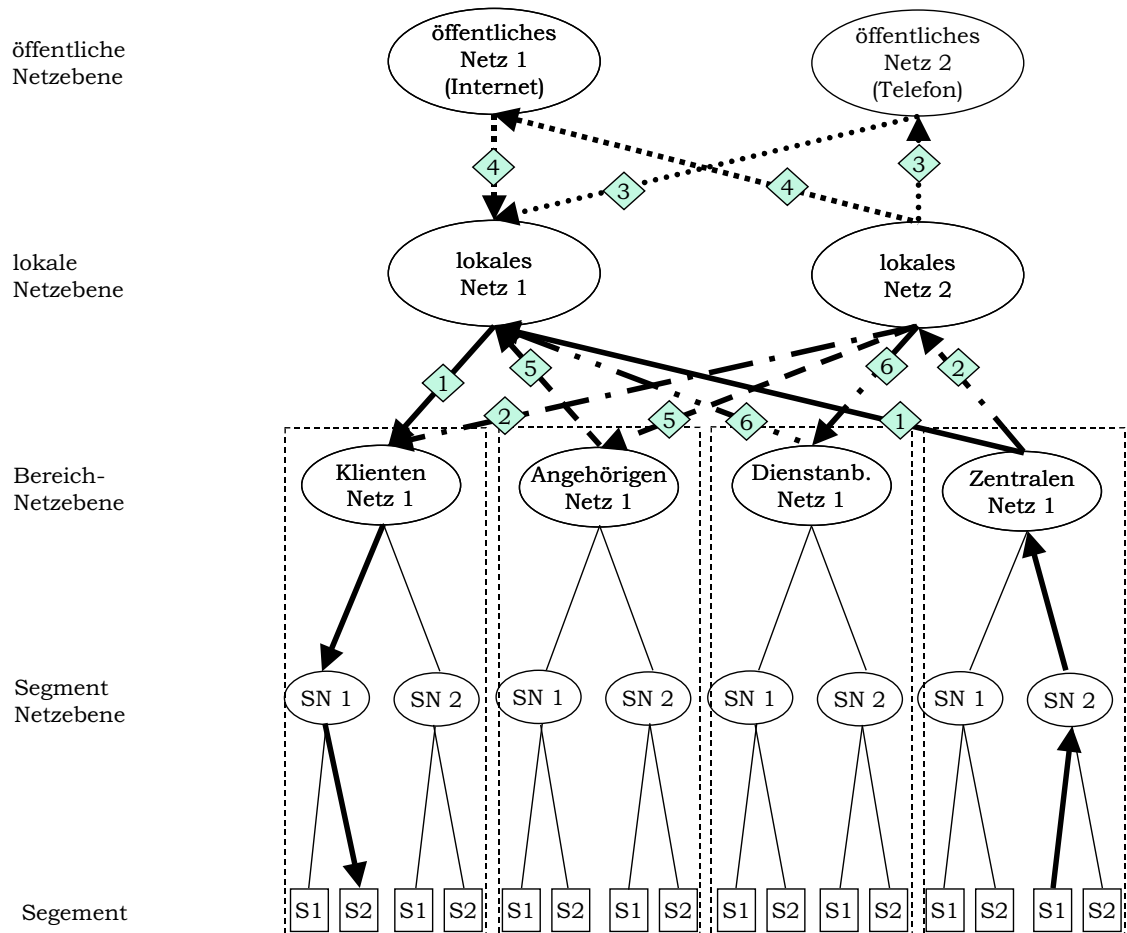 öffentliche
Netzebene
öffentliches
Netz 1
(Internet)
öffentliches
Netz 2
(Telefon)
4
3
4
3
lokale
Netzebene
lokales
Netz 1
lokales
Netz 2
1
5
6
2
2
5
6
1
Bereich-
Netzebene
Klienten
Netz 1
Angehörigen
Netz 1
Dienstanb.
Netz 1
Zentralen
Netz 1
Segment
Netzebene
SN 1
SN 2
SN 1
SN 2
SN 1
SN 2
SN 1
SN 2
Segement
S1
S2
S1
S2
S1
S2
S1
S2
S1
S2
S1
S2
S1
S2
S1
S2